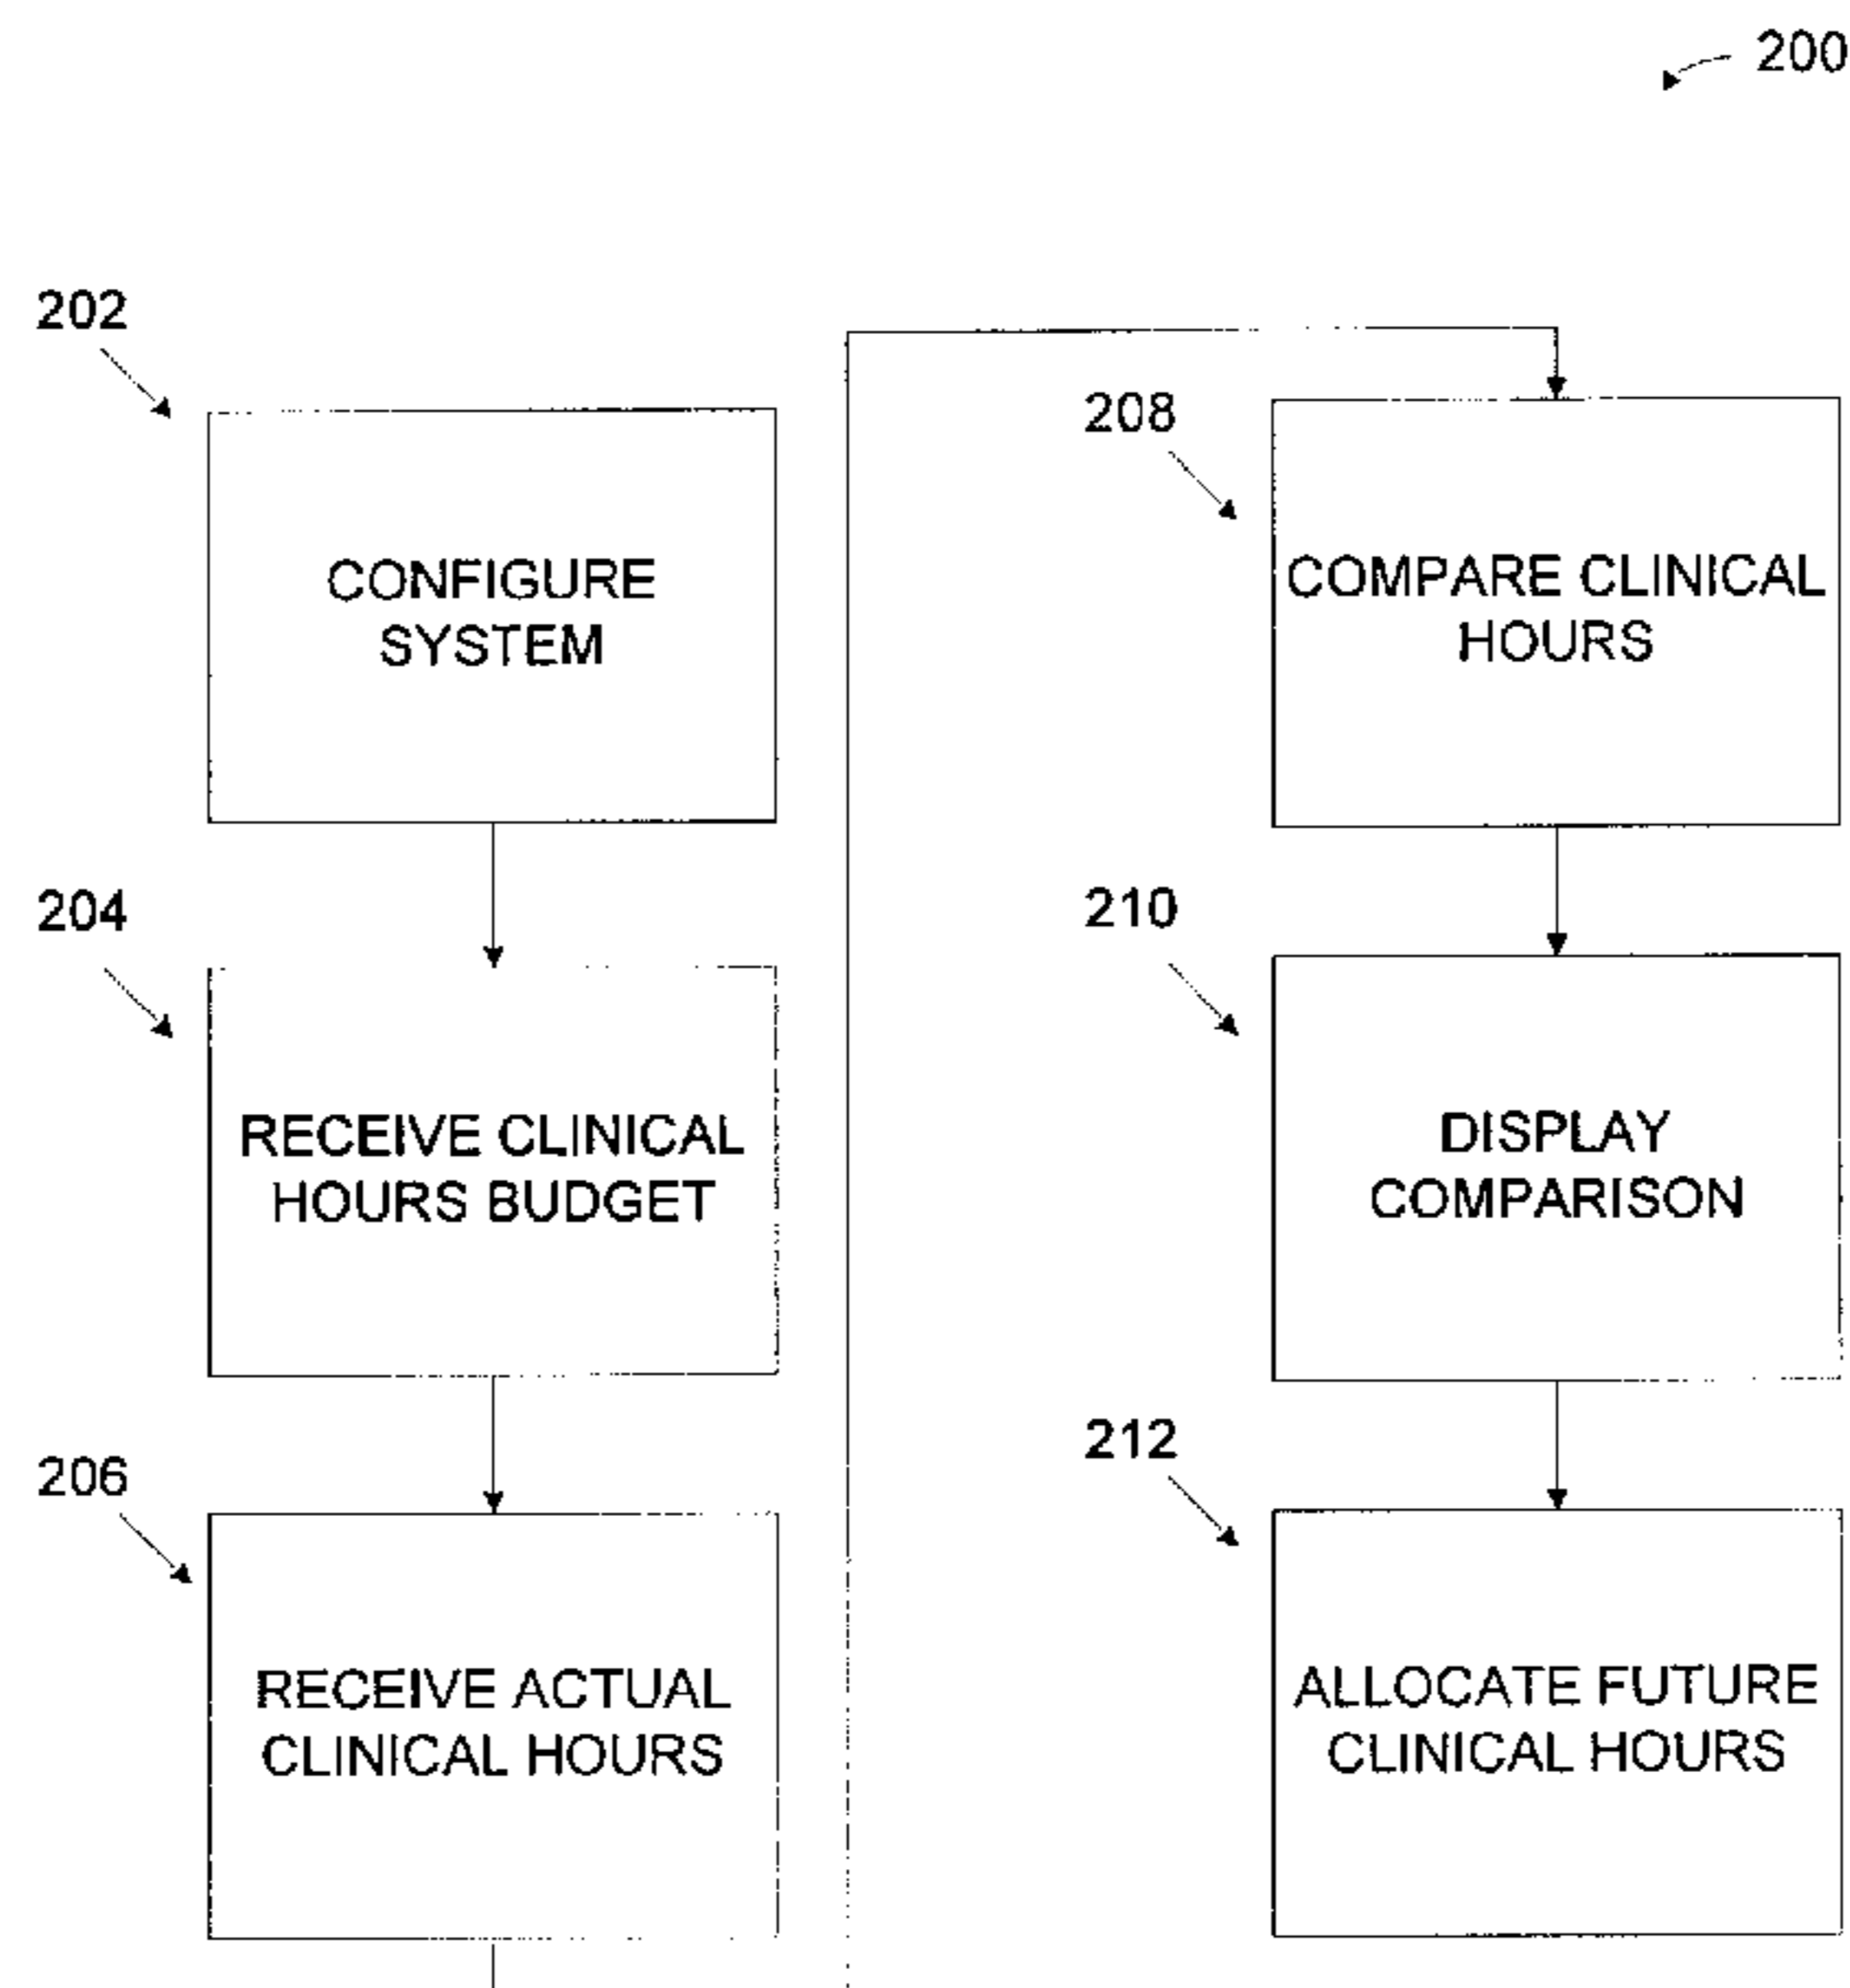 200
202
CONFIGURE
SYSTEM
204
RECEIVE CLINICAL
HOURS BUDGET
206
RECEIVE ACTUAL
CLINICAL HOURS
208
COMPARE CLINICAL
HOURS
210
DISPLAY
COMPARISON
212
ALLOCATE FUTURE
CLINICAL HOURS